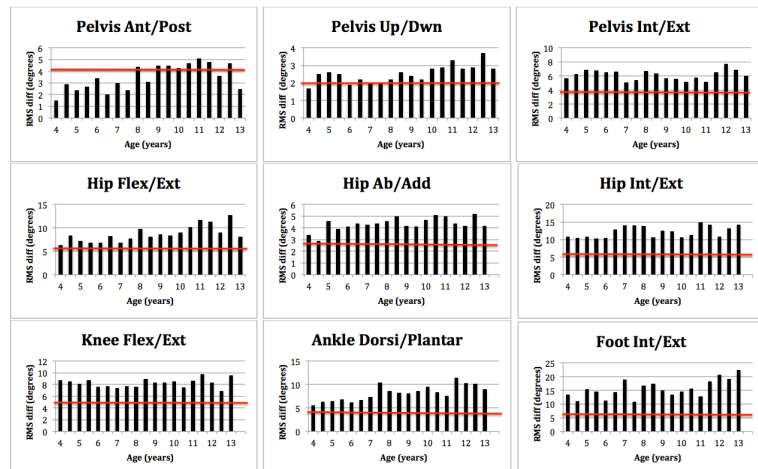 Pelvis Ant/Post
RMS diff (degrees)
6
5
4
3
2
1
0
4 5 6 7 8 9 10 11 12 13
Age (years)
Pelvis Up/Dwn
RMS diff (degrees)
4
3
2
1
0
4 5 6 7 8 9 10 11 12 13
Age (years)
Pelvis Int/Ext
RMS diff (degrees)
10
8
6
4
2
0
4 5 6 7 8 9 10 11 12 13
Age (years)
Hip Flex/Ext
RMS diff (degrees)
15
10
5
0
4 5 6 7 8 9 10 11 12 13
Age (years)
Hip Ab/Add
RMS diff (degrees)
6
5
4
3
2
1
0
4 5 6 7 8 9 10 11 12 13
Age (years)
Hip Int/Ext
RMS diff (degrees)
20
15
10
5
0
4 5 6 7 8 9 10 11 12 13
Age (years)
Knee Flex/Ext
RMS diff (degrees)
12
10
8
6
4
2
0
4 5 6 7 8 9 10 11 12 13
Age (years)
Ankle Dorsi/Plantar
RMS diff (degrees)
15
10
5
0
4 5 6 7 8 9 10 11 12 13
Age (years)
Foot Int/Ext
RMS diff (degrees)
25
20
15
10
5
0
4 5 6 7 8 9 10 11 12 13
Age (years)